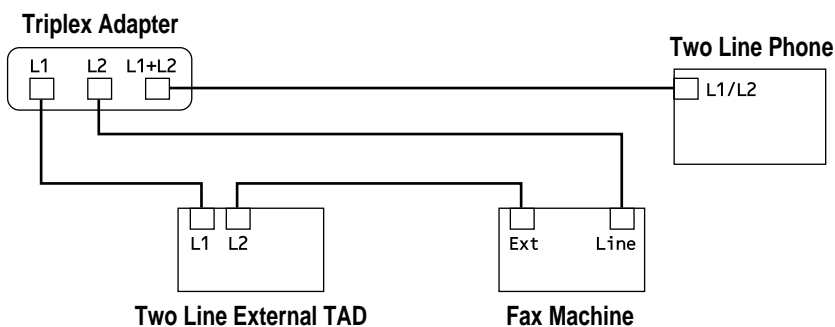 Triplex Adapter
L1 L2 L1+L2
Two Line Phone
L1/L2
L1 L2
Ext Line
Two Line External TAD
Fax Machine